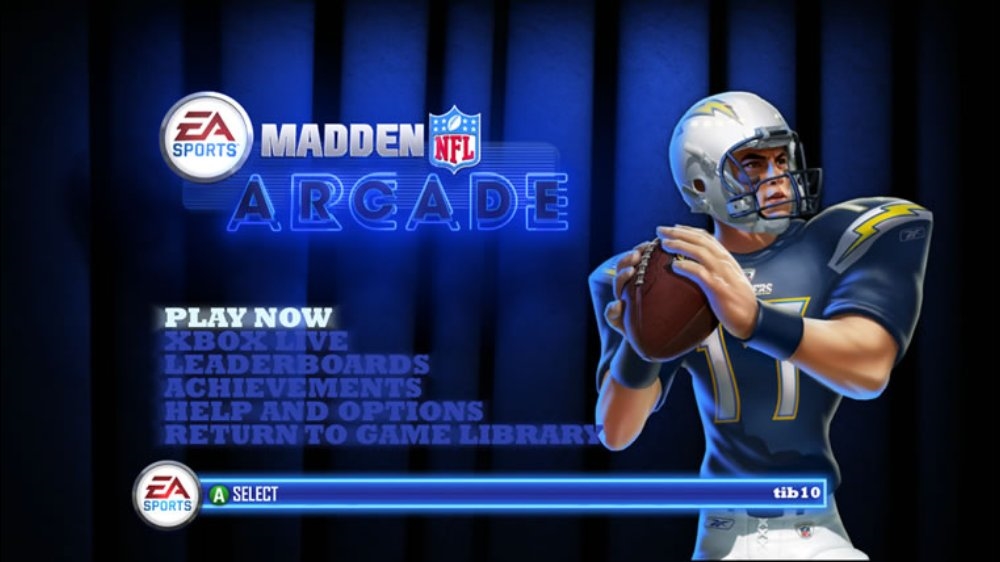 EA
SPORTS
MADDEN NFL
ARCADE
PLAY NOW
XBOX LIVE
LEADERBOARDS
ACHIEVEMENTS
HELP AND OPTIONS
RETURN TO GAME LIBRARY
EA
SPORTS
A SELECT
tib10
17